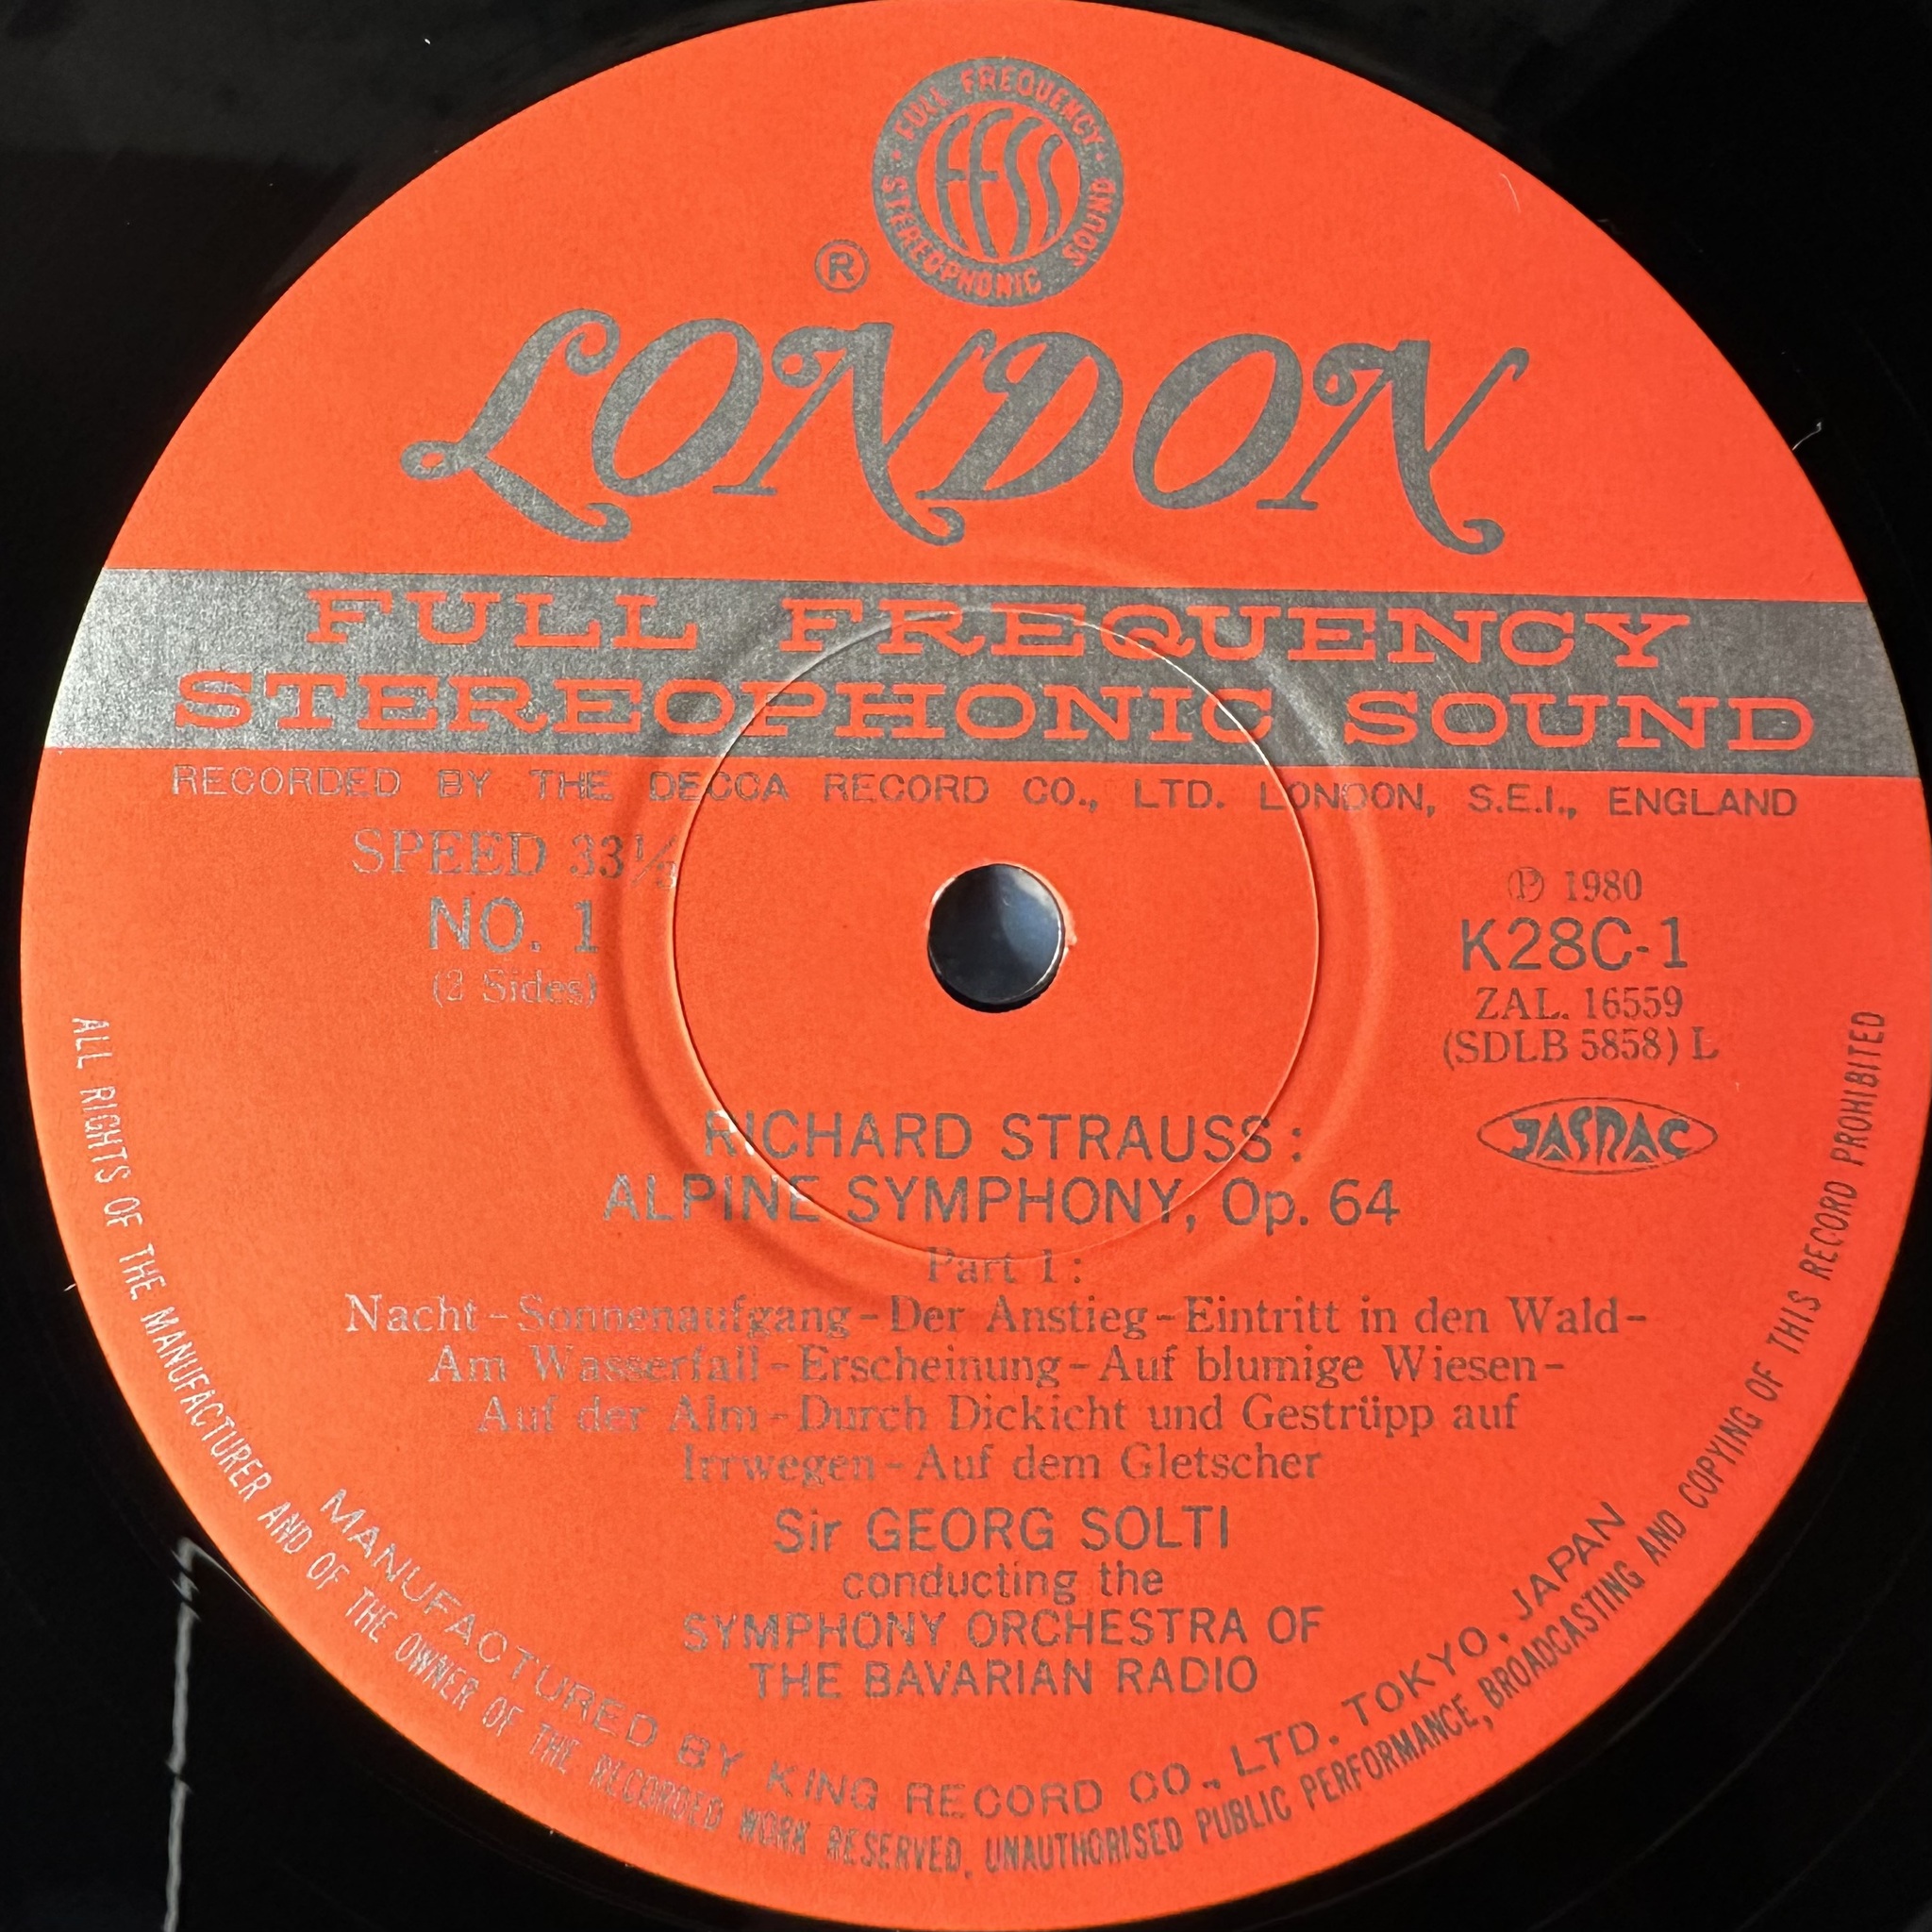 FULL FREQUENCY
STEREOPHONIC SOUND
FFSS
®
LONDON
FULL FREQUENCY
STEREOPHONIC SOUND
RECORDED BY THE DECCA RECORD CO., LTD. LONDON, S.E.I., ENGLAND
SPEED 33⅓
NO. 1
(2 Sides)
℗ 1980
K28C-1
ZAL. 16559
(SDLB 5858) L
JASRAC
RICHARD STRAUSS :
ALPINE SYMPHONY, Op. 64
Part 1 :
Nacht-Sonnenaufgang-Der Anstieg-Eintritt in den Wald-
Am Wasserfall-Erscheinung-Auf blumige Wiesen-
Auf der Alm-Durch Dickicht und Gestrüpp auf
Irrwegen-Auf dem Gletscher
Sir GEORG SOLTI
conducting the
SYMPHONY ORCHESTRA OF
THE BAVARIAN RADIO
MANUFACTURED BY KING RECORD CO., LTD. TOKYO, JAPAN
ALL RIGHTS OF THE MANUFACTURER AND OF THE OWNER OF THE RECORDED WORK RESERVED, UNAUTHORISED PUBLIC PERFORMANCE, BROADCASTING AND COPYING OF THIS RECORD PROHIBITED